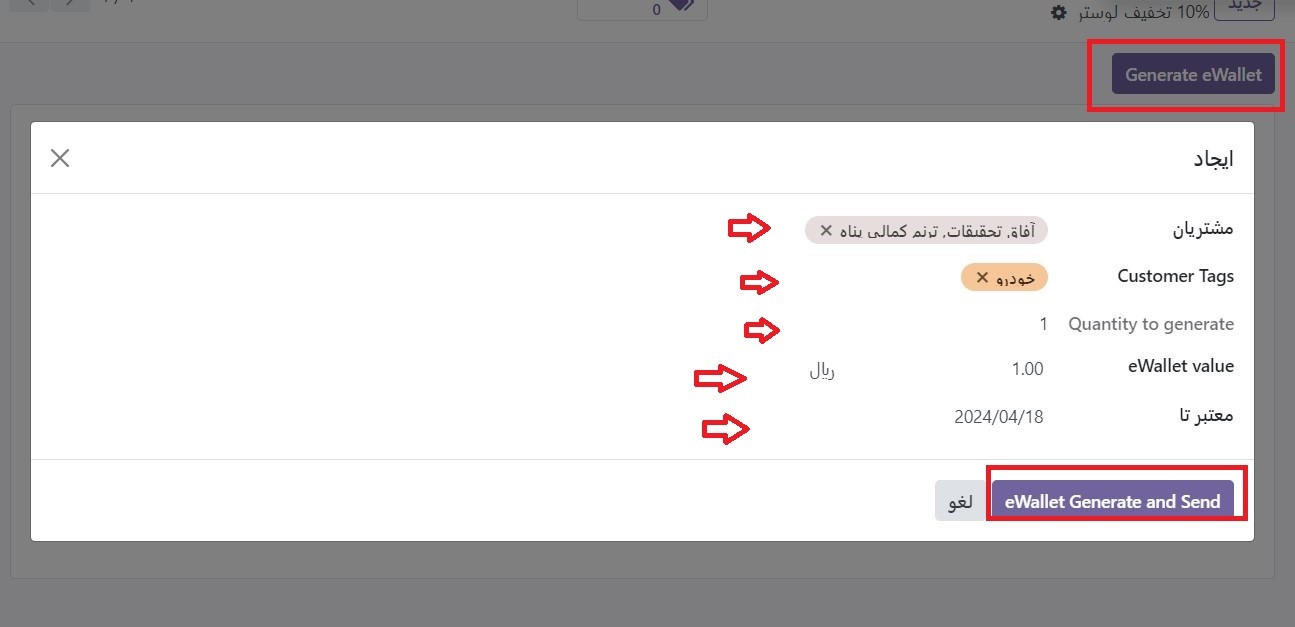 جدید
10% تخفیف لوستر
0
Generate eWallet
ایجاد
مشتریان
آفاق تحقیقات, ترنم کمالی پناه
Customer Tags
خودرو
Quantity to generate
1
eWallet value
1.00
ریال
معتبر تا
2024/04/18
eWallet Generate and Send
لغو